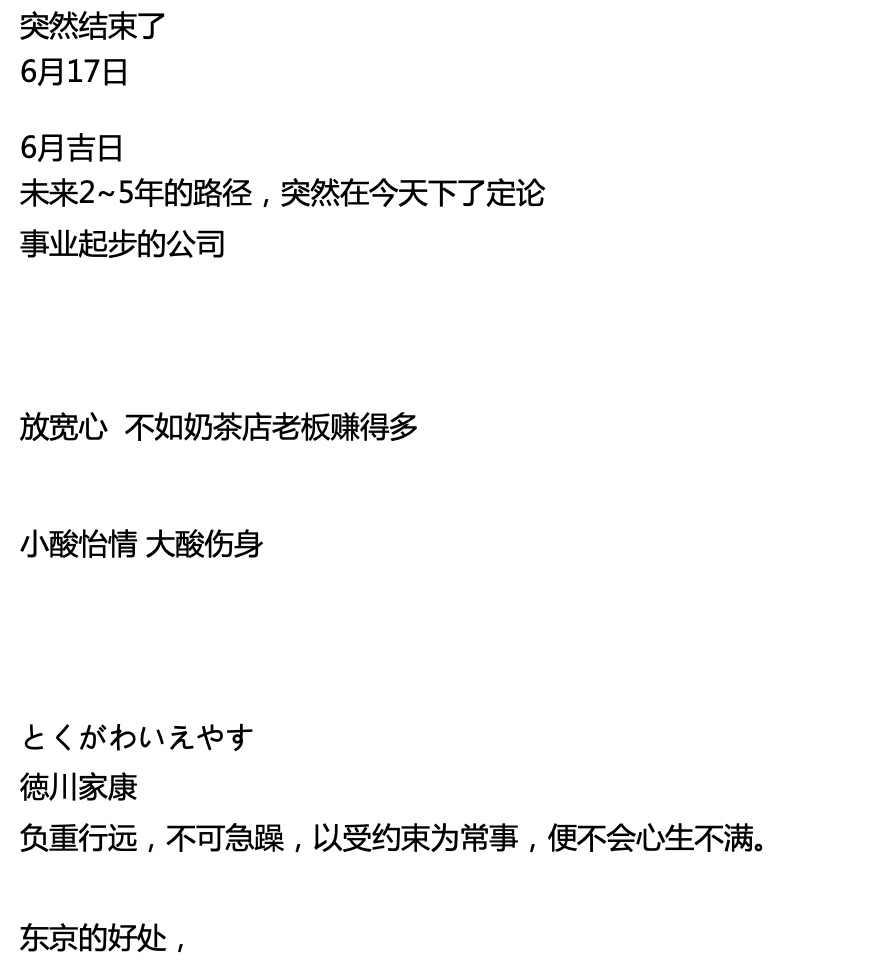 突然结束了
6月17日
6月吉日
未来2~5年的路径，突然在今天下了定论
事业起步的公司
放宽心  不如奶茶店老板赚得多
小酸怡情 大酸伤身
とくがわいえやす
徳川家康
负重行远，不可急躁，以受约束为常事，便不会心生不满。
东京的好处，